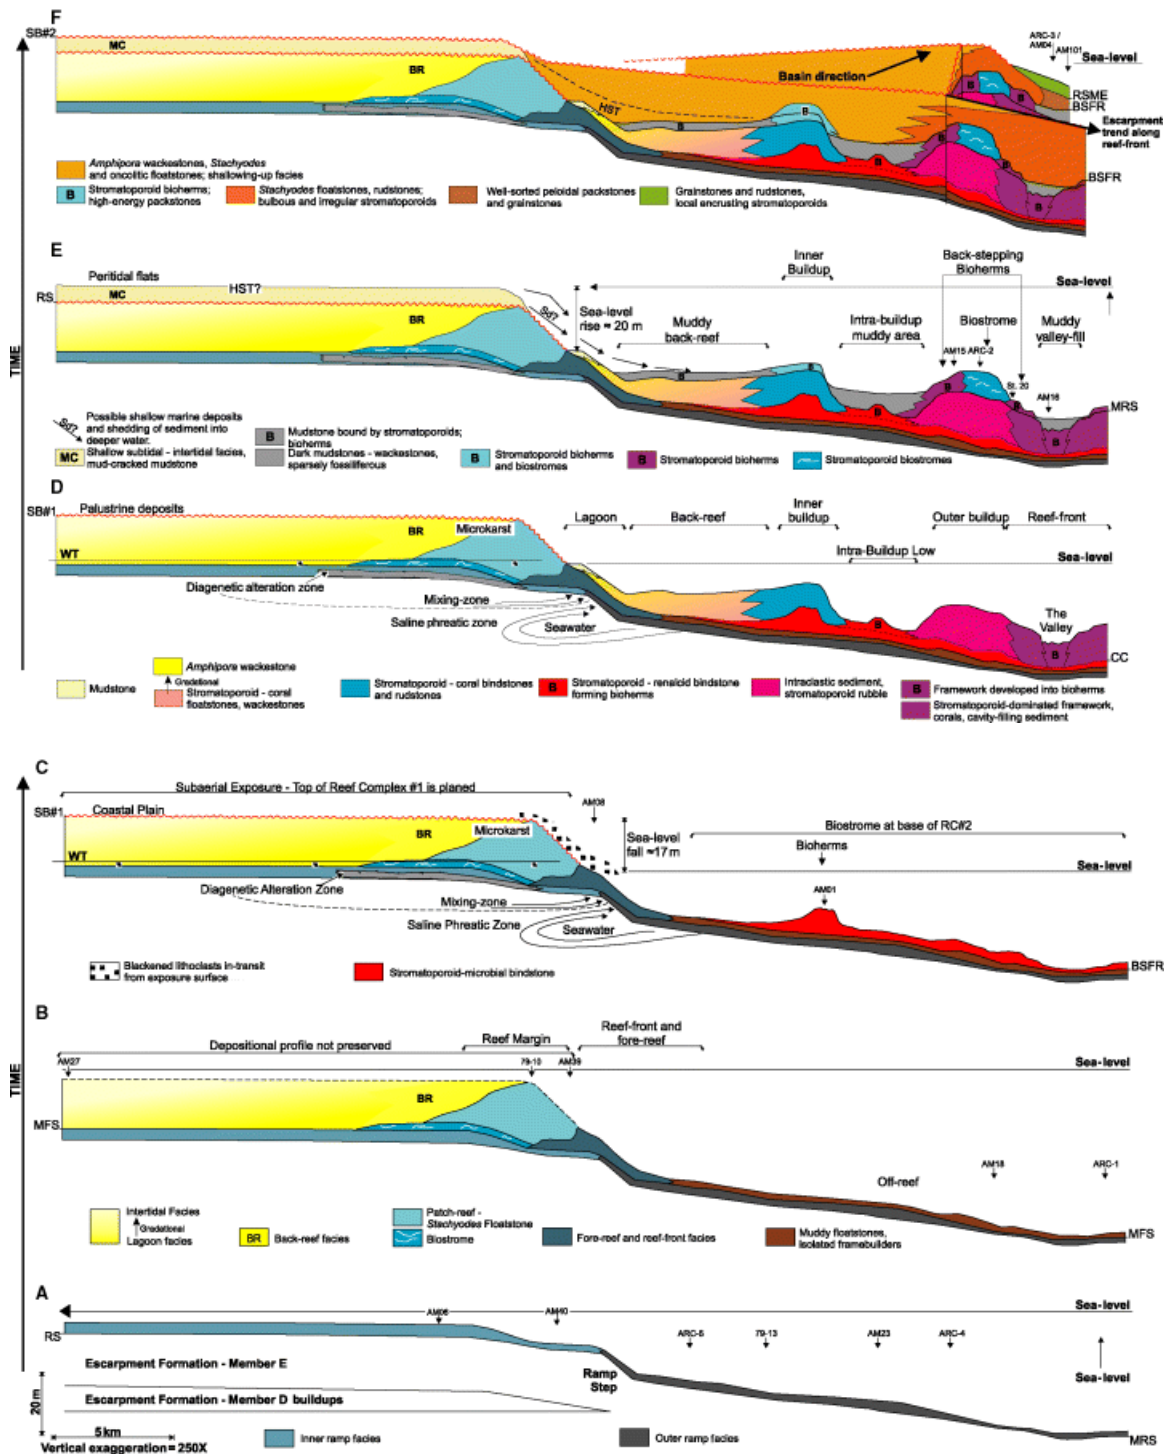 F
SB#2
MC
BR
HST
B
B
Basin direction
ARC-3 /
AM04
AM101
Sea-level
RSME
BSFR
Escarpment
trend along
reef-front
BSFR
B
B
B
B
B
B
Amphipora wackestones, Stachyodes
and oncolitic floatstones; shallowing-up facies
B
Stromatoporoid bioherms;
high-energy packstones
Stachyodes floatstones, rudstones;
bulbous and irregular stromatoporoids
Well-sorted peloidal packstones
and grainstones
Grainstones and rudstones,
local encrusting stromatoporoids
TIME
E
Peritidal flats
HST?
RS
MC
BR
Sd?
Sea-level
rise ≈ 20 m
Muddy
back-reef
Inner
Buildup
Intra-buildup
muddy area
Back-stepping
Bioherms
Sea-level
Biostrome
Muddy
valley-fill
AM15 ARC-2
St. 20
AM16
MRS
B
B
B
B
B
B
Sd?
Possible shallow marine deposits
and shedding of sediment into
deeper water.
MC
Shallow subtidal - intertidal facies,
mud-cracked mudstone
B
Mudstone bound by stromatoporoids;
bioherms
Dark mudstones - wackestones,
sparsely fossiliferous
B
Stromatoporoid bioherms
and biostromes
B
Stromatoporoid bioherms
Stromatoporoid biostromes
D
SB#1
Palustrine deposits
BR
Microkarst
WT
Lagoon
Back-reef
Inner
buildup
Outer buildup
Reef-front
Intra-Buildup Low
Sea-level
Diagenetic alteration zone
Mixing-zone
Saline phreatic zone
Seawater
The
Valley
B
B
CC
Mudstone
Amphipora wackestone
Gradational
Stromatoporoid - coral
floatstones, wackestones
Stromatoporoid - coral bindstones
and rudstones
B
Stromatoporoid - renalcid bindstone
forming bioherms
Intraclastic sediment,
stromatoporoid rubble
B
Framework developed into bioherms
Stromatoporoid-dominated framework,
corals, cavity-filling sediment
C
Subaerial Exposure - Top of Reef Complex #1 is planed
SB#1
Coastal Plain
AM08
BR
Microkarst
WT
Sea-level
fall ≈17 m
Biostrome at base of RC#2
Bioherms
Sea-level
AM01
Diagenetic Alteration Zone
Mixing-zone
Saline Phreatic Zone
Seawater
BSFR
Blackened lithoclasts in-transit
from exposure surface
Stromatoporoid-microbial bindstone
TIME
B
Depositional profile not preserved
Reef Margin
Reef-front and
fore-reef
AM27
79-10
AM39
Sea-level
BR
MFS
Off-reef
AM18
ARC-1
MFS
Intertidal Facies
Gradational
Lagoon facies
BR
Back-reef facies
Patch-reef -
Stachyodes Floatstone
Biostrome
Fore-reef and reef-front facies
Muddy floatstones,
Isolated framebuilders
A
Sea-level
RS
AM06
AM40
ARC-5
79-13
AM23
ARC-4
Escarpment Formation - Member E
Ramp
Step
Sea-level
Escarpment Formation - Member D buildups
20 m
5 km
Vertical exaggeration = 250X
Inner ramp facies
Outer ramp facies
MRS